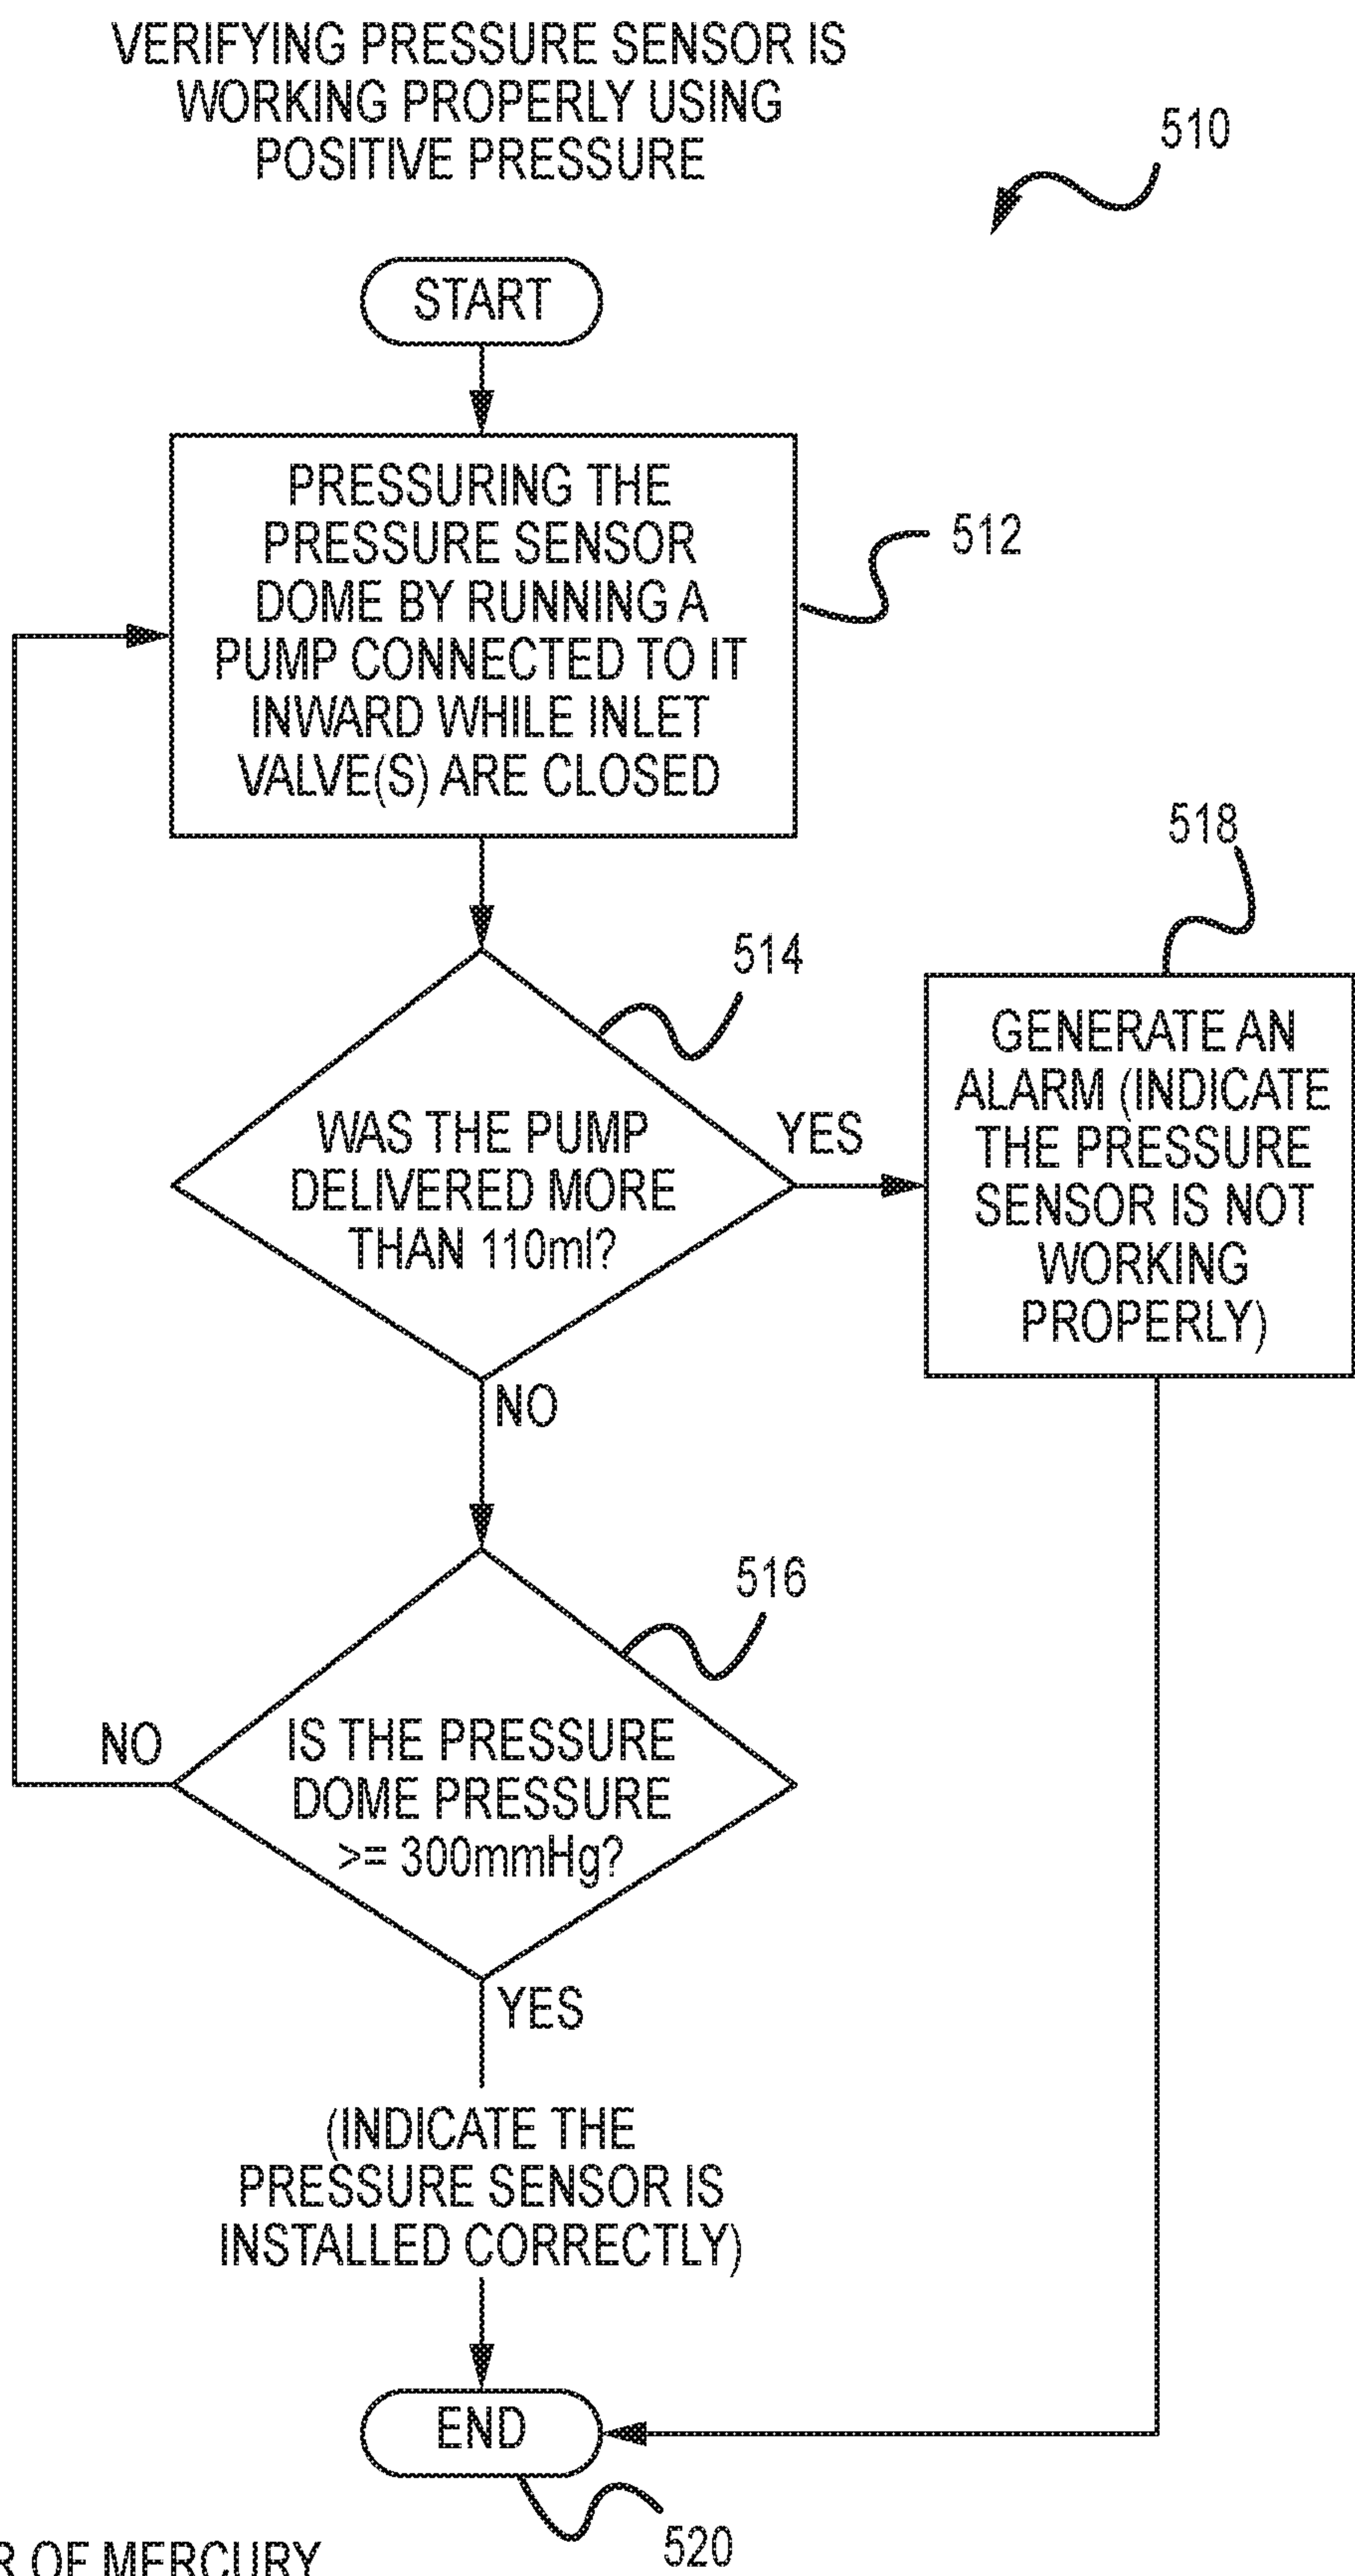 VERIFYING PRESSURE SENSOR IS
WORKING PROPERLY USING
POSITIVE PRESSURE
510
START
PRESSURING THE
PRESSURE SENSOR
DOME BY RUNNING A
PUMP CONNECTED TO IT
INWARD WHILE INLET
VALVE(S) ARE CLOSED
512
514
WAS THE PUMP
DELIVERED MORE
THAN 110ml?
YES
518
GENERATE AN
ALARM (INDICATE
THE PRESSURE
SENSOR IS NOT
WORKING
PROPERLY)
NO
516
IS THE PRESSURE
DOME PRESSURE
>= 300mmHg?
NO
YES
(INDICATE THE
PRESSURE SENSOR IS
INSTALLED CORRECTLY)
END
520
OF MERCURY